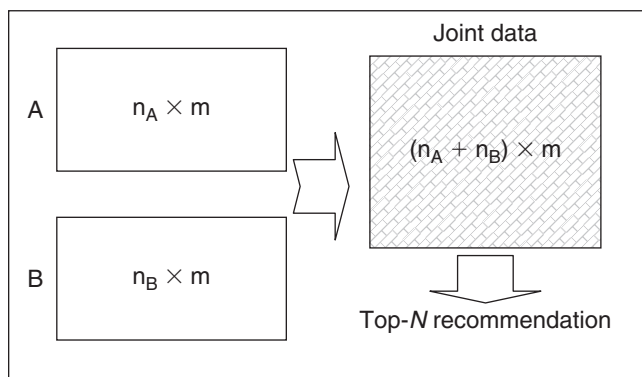 Joint data
A
n_A × m
(n_A + n_B) × m
B
n_B × m
Top-N recommendation